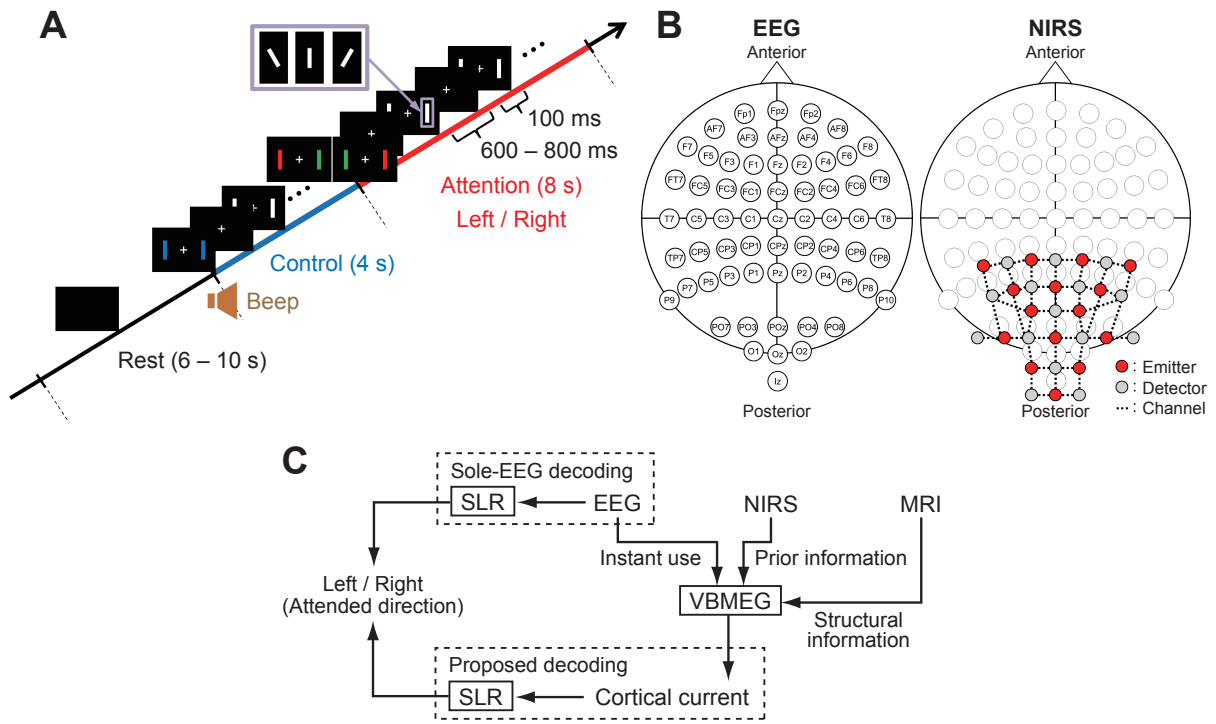 A
100 ms
600 – 800 ms
Attention (8 s)
Left / Right
Control (4 s)
Beep
Rest (6 – 10 s)
B
EEG
Anterior
Fp1 Fpz Fp2
AF7 AF3 AFz AF4 AF8
F7 F5 F3 F1 Fz F2 F4 F6 F8
FT7 FC5 FC3 FC1 FCz FC2 FC4 FC6 FT8
T7 C5 C3 C1 Cz C2 C4 C6 T8
TP7 CP5 CP3 CP1 CPz CP2 CP4 CP6 TP8
P9 P7 P5 P3 P1 Pz P2 P4 P6 P8 P10
PO7 PO3 POz PO4 PO8
O1 Oz O2
Iz
Posterior
NIRS
Anterior
Posterior
: Emitter
: Detector
: Channel
C
Sole-EEG decoding
SLR
EEG
NIRS
MRI
Instant use
Prior information
Left / Right
(Attended direction)
VBMEG
Structural
information
Proposed decoding
SLR
Cortical current